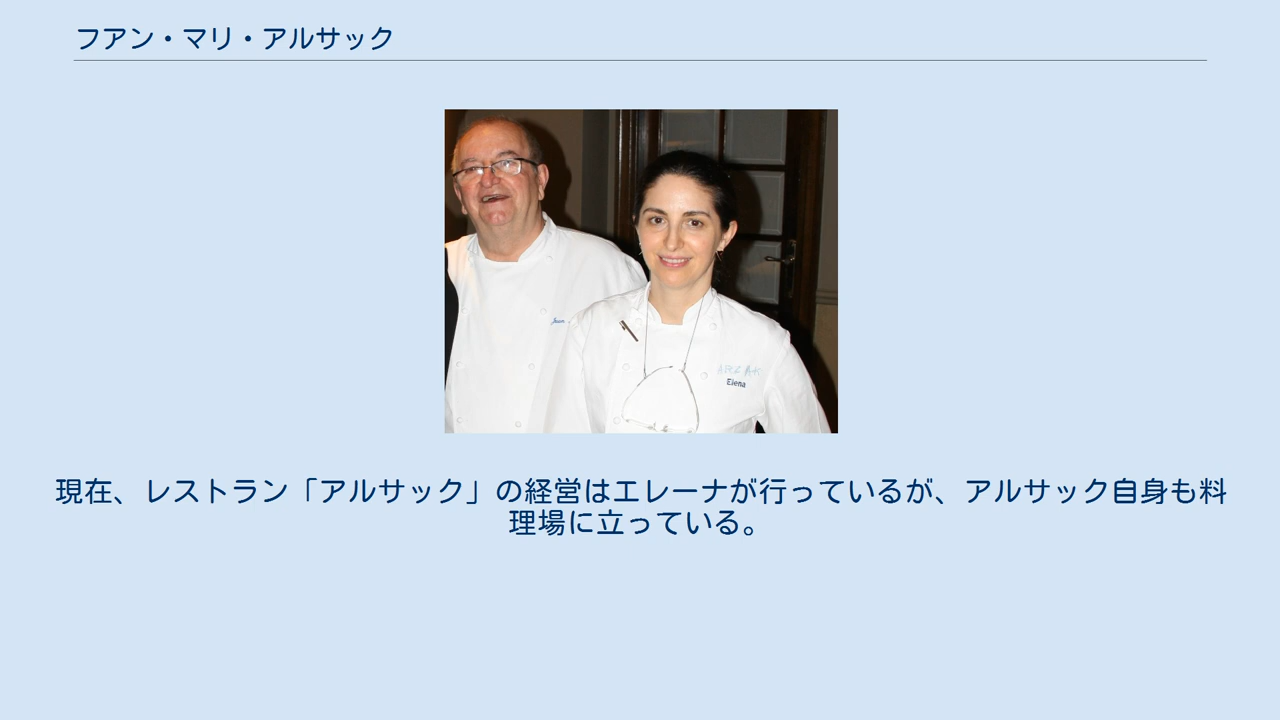 フアン・マリ・アルサック
Elena
現在、レストラン「アルサック」の経営はエレーナが行っているが、アルサック自身も料
理場に立っている。